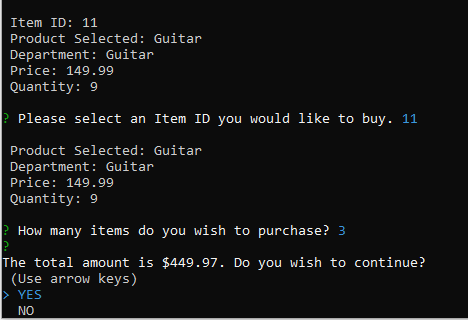 Item ID: 11
Product Selected: Guitar
Department: Guitar
Price: 149.99
Quantity: 9
? Please select an Item ID you would like to buy. 11
Product Selected: Guitar
Department: Guitar
Price: 149.99
Quantity: 9
? How many items do you wish to purchase? 3
?
The total amount is $449.97. Do you wish to continue?
(Use arrow keys)
> YES
NO